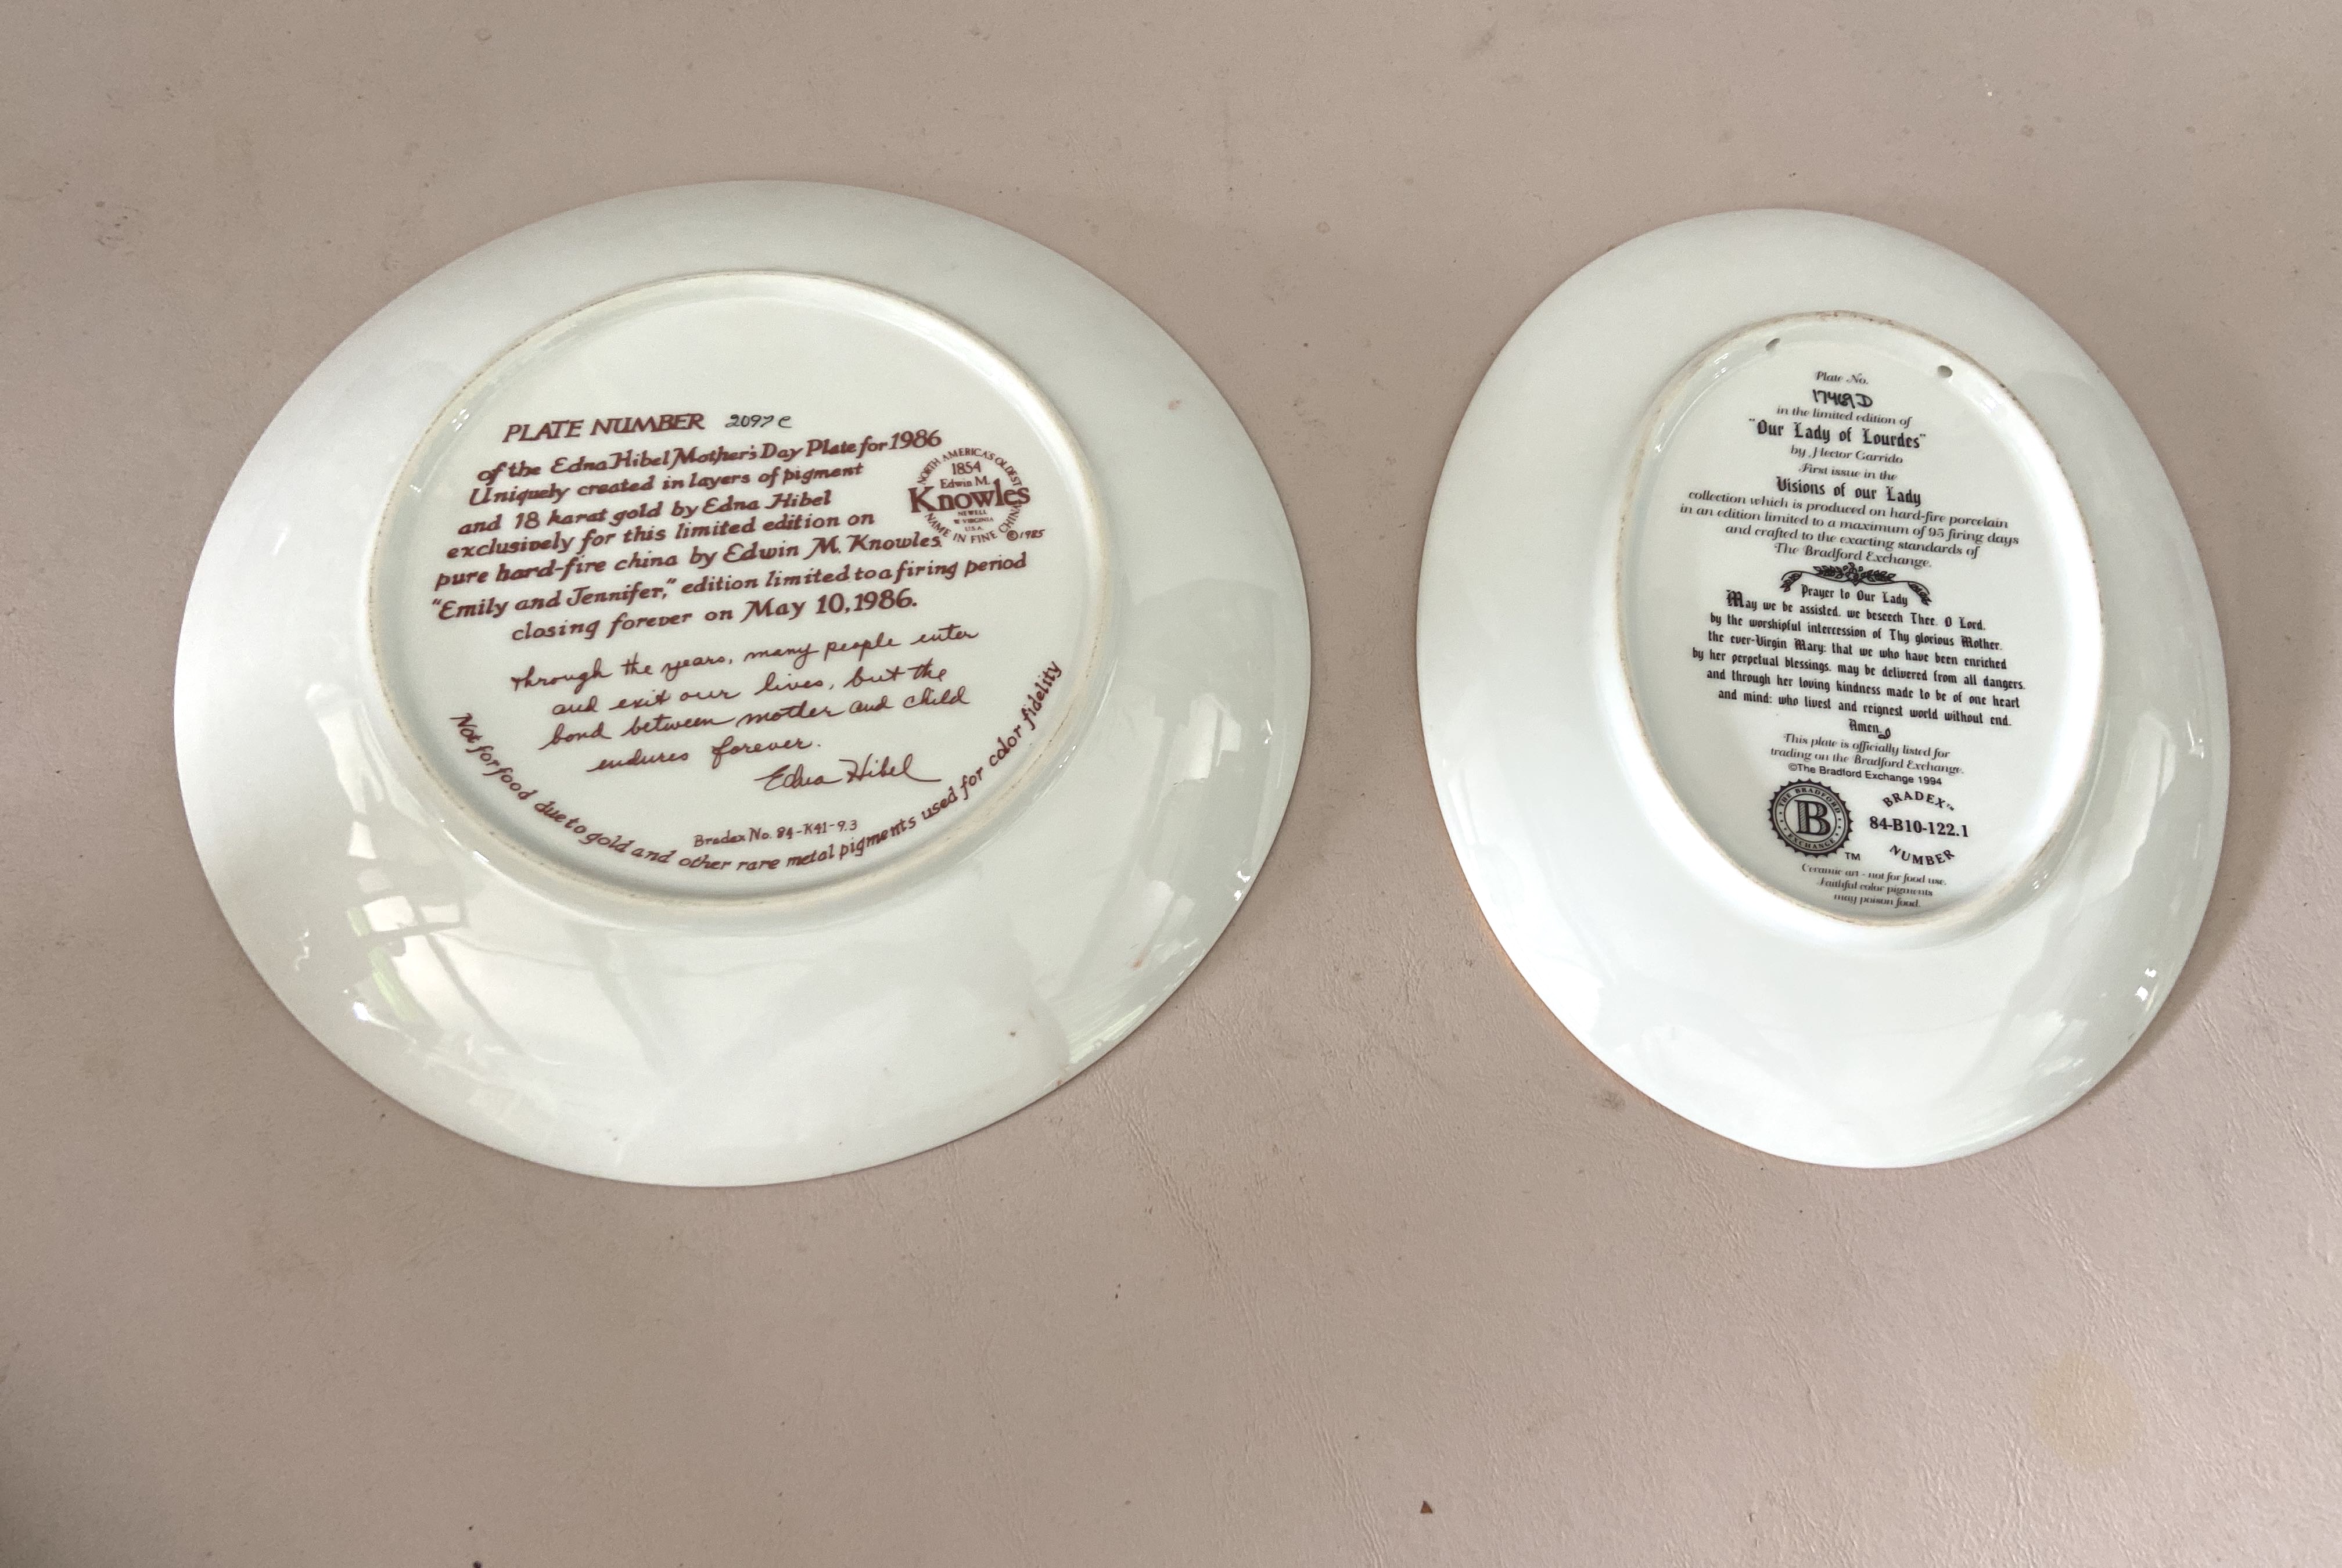 PLATE NUMBER 2097 C
of the Edna Hibel Mother's Day Plate for 1986
Uniquely created in layers of pigment
and 18 karat gold by Edna Hibel
exclusively for this limited edition on
pure hard-fire china by Edwin M. Knowles.
"Emily and Jennifer," edition limited to a firing period
closing forever on May 10, 1986.
NORTH AMERICA'S OLDEST
1854
Edwin M.
Knowles
NEWELL
W VIRGINIA
U.S.A.
NAME IN FINE CHINA
© 1985
Through the years, many people enter
and exit our lives, but the
bond between mother and child
endures forever.
Edna Hibel
Bradex No. 84-K41-9.3
Not for food due to gold and other rare metal pigments used for color fidelity
Plate No.
17469 D
in the limited edition of
"Our Lady of Lourdes"
by Hector Garrido
First issue in the
Visions of our Lady
collection which is produced on hard-fire porcelain
in an edition limited to a maximum of 95 firing days
and crafted to the exacting standards of
The Bradford Exchange.
Prayer to Our Lady
May we be assisted, we beseech Thee, O Lord,
by the worshipful intercession of Thy glorious Mother,
the ever-Virgin Mary; that we who have been enriched
by her perpetual blessings, may be delivered from all dangers,
and through her loving kindness made to be of one heart
and mind: who livest and reignest world without end.
Amen
This plate is officially listed for
trading on the Bradford Exchange.
©The Bradford Exchange 1994
THE BRADFORD EXCHANGE
B
TM
BRADEX™
84-B10-122.1
NUMBER
Ceramic art - not for food use.
Faithful color pigments
may poison food.